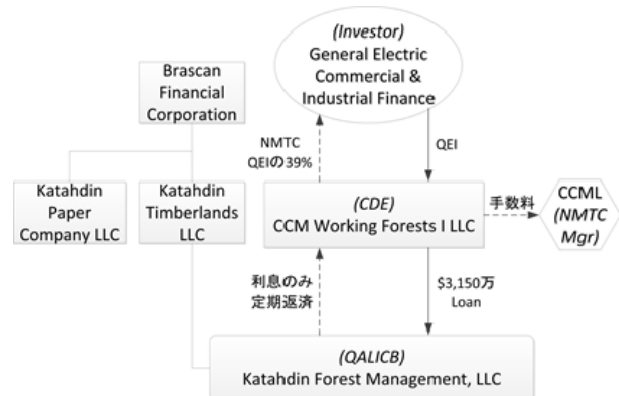 (Investor)
General Electric
Commercial &
Industrial Finance
Brascan
Financial
Corporation
NMTC
QEIの39%
QEI
Katahdin
Paper
Company LLC
Katahdin
Timberlands
LLC
(CDE)
CCM Working Forests I LLC
手数料
CCML
(NMTC
Mgr)
利息のみ
定期返済
$3,150万
Loan
(QALICB)
Katahdin Forest Management, LLC